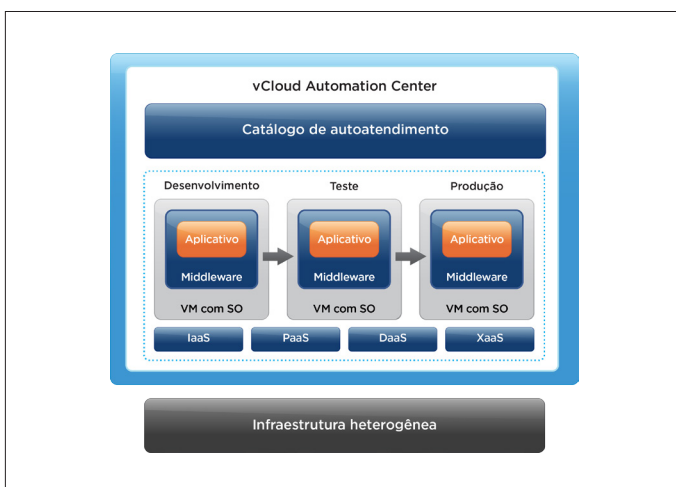 vCloud Automation Center
Catálogo de autoatendimento
Desenvolvimento
Teste
Produção
Aplicativo
Aplicativo
Aplicativo
Middleware
Middleware
Middleware
VM com SO
VM com SO
VM com SO
IaaS
PaaS
DaaS
XaaS
Infraestrutura heterogênea